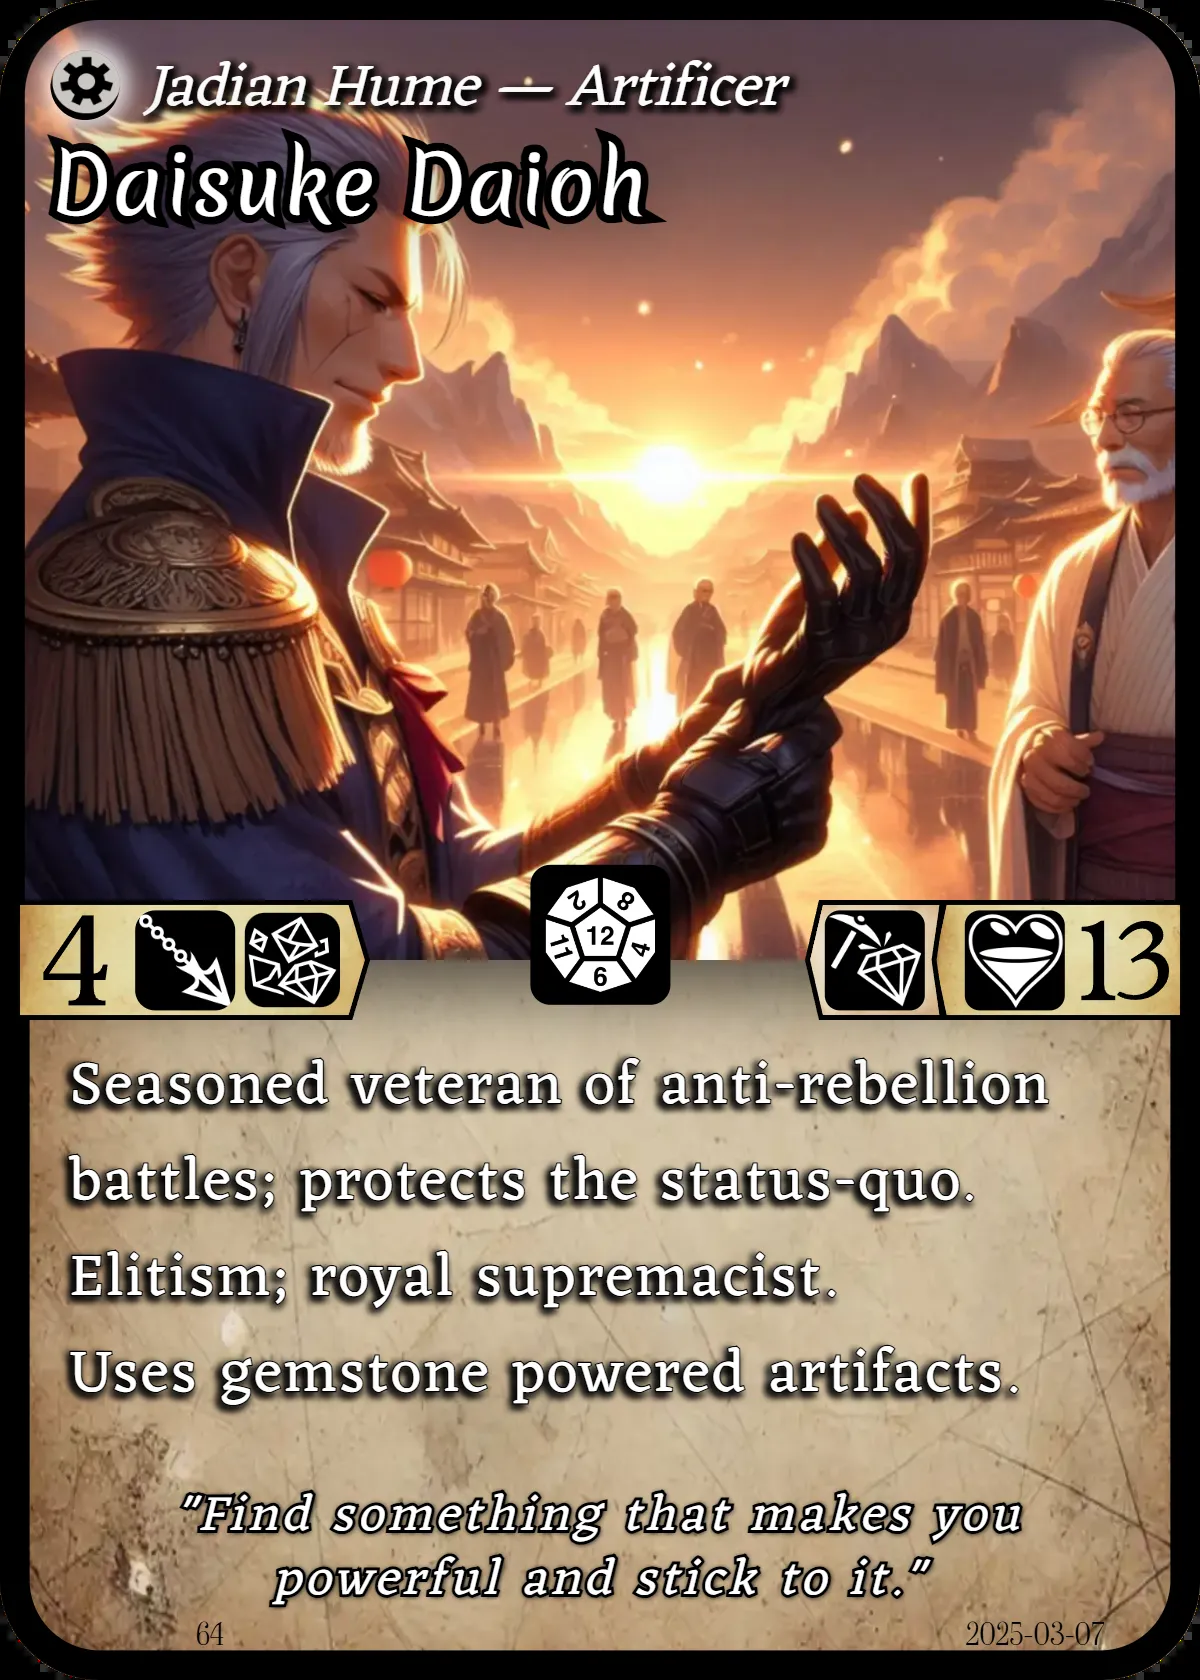 Jadian Hume — Artificer
Daisuke Daioh
2 8
11 12 4
6
4
13
Seasoned veteran of anti-rebellion
battles; protects the status-quo.
Elitism; royal supremacist.
Uses gemstone powered artifacts.
"Find something that makes you
powerful and stick to it."
64
2025-03-07